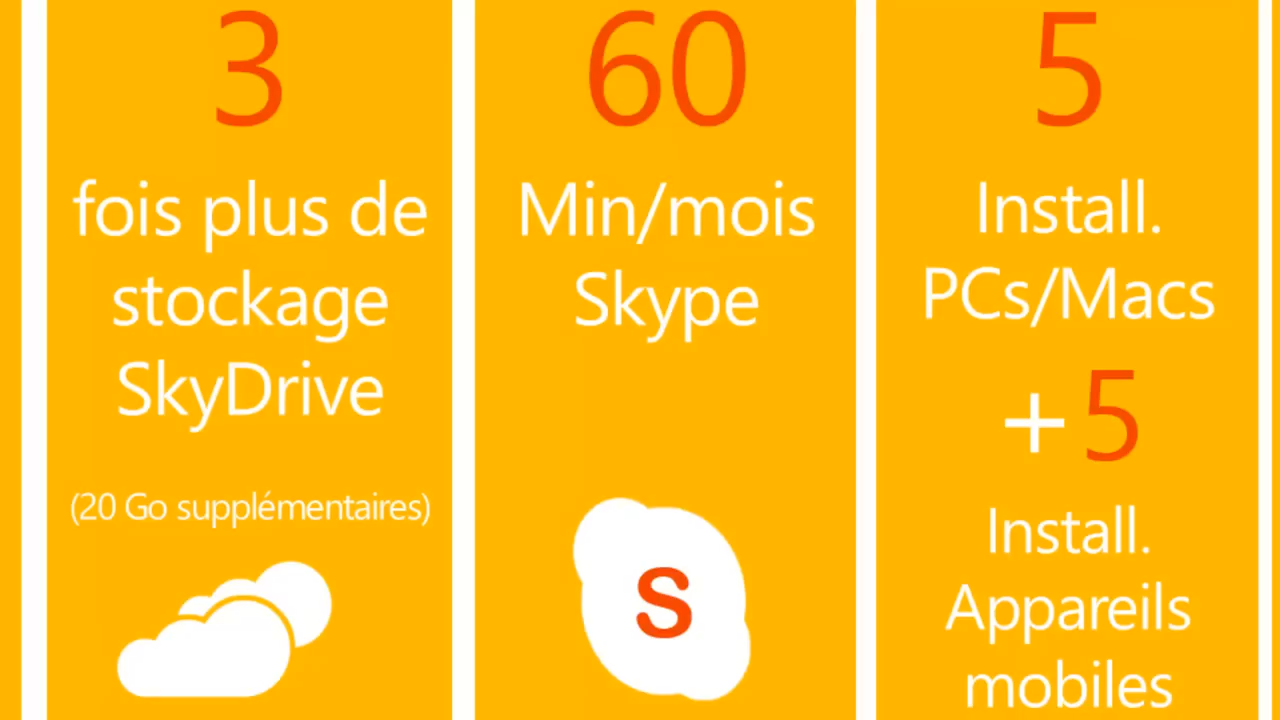 3
fois plus de
stockage
SkyDrive
(20 Go supplémentaires)
60
Min/mois
Skype
S
5
Install.
PCs/Macs
+5
Install.
Appareils
mobiles